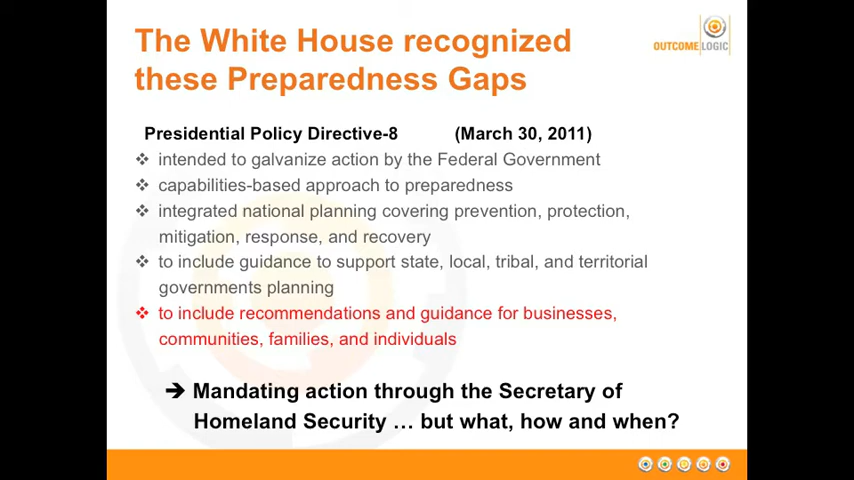 The White House recognized
these Preparedness Gaps
OUTCOME LOGIC
Presidential Policy Directive-8 (March 30, 2011)
❖ intended to galvanize action by the Federal Government
❖ capabilities-based approach to preparedness
❖ integrated national planning covering prevention, protection,
mitigation, response, and recovery
❖ to include guidance to support state, local, tribal, and territorial
governments planning
❖ to include recommendations and guidance for businesses,
communities, families, and individuals
➔ Mandating action through the Secretary of
Homeland Security … but what, how and when?